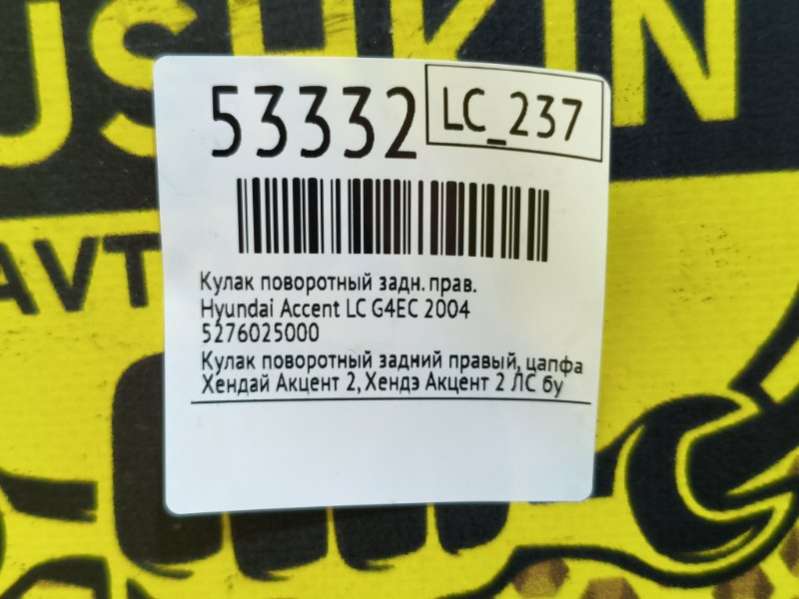 USHKIN
53332
LC_237
АVТ
Кулак поворотный задн. прав.
Hyundai Accent LC G4EC 2004
5276025000
Кулак поворотный задний правый, цапфа
Хендай Акцент 2, Хендэ Акцент 2 ЛС бу